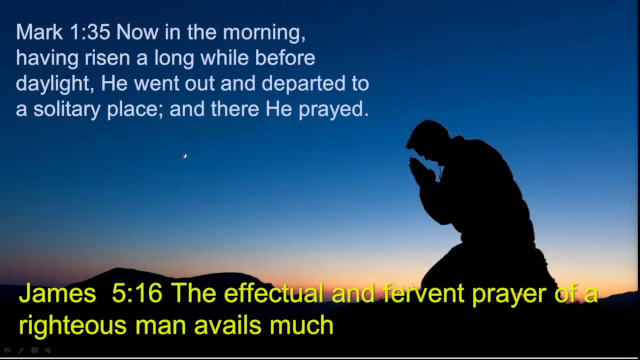 Mark 1:35 Now in the morning,
having risen a long while before
daylight, He went out and departed to
a solitary place; and there He prayed.
James  5:16 The effectual and fervent prayer of a
righteous man avails much